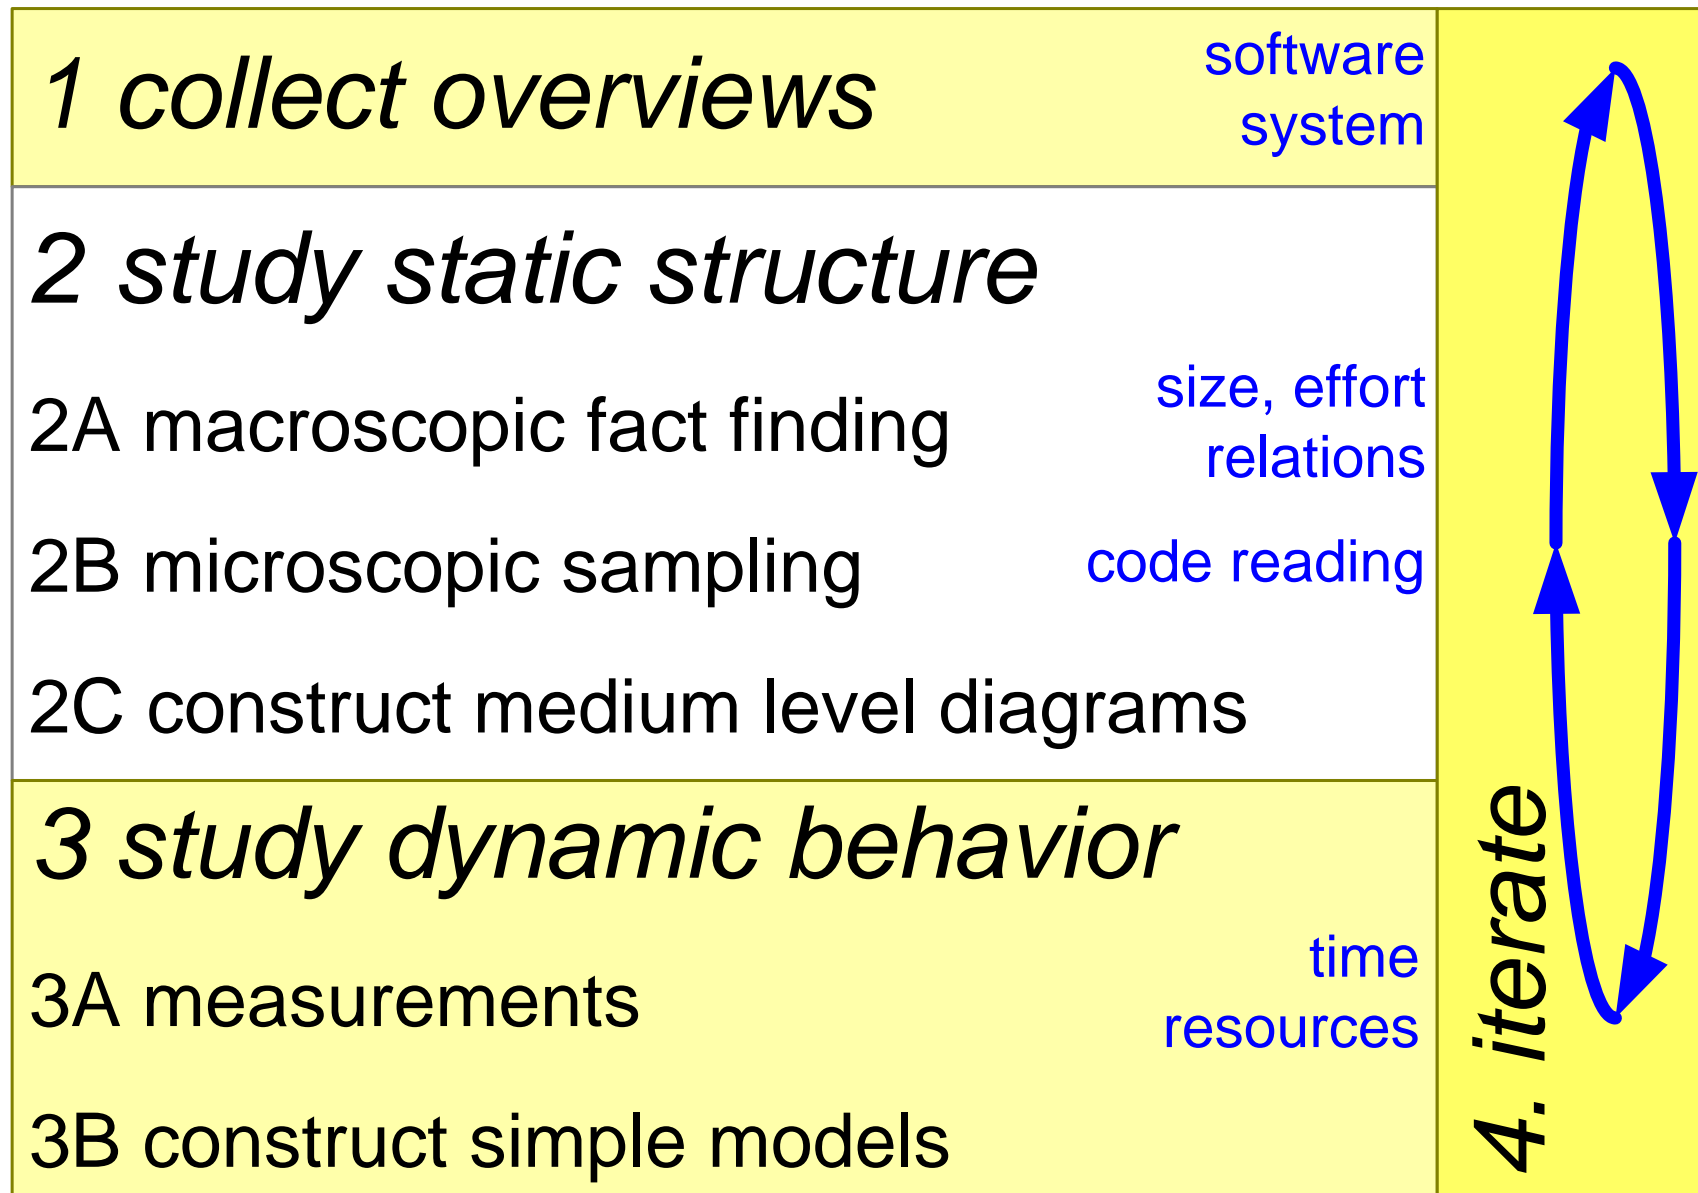 1 collect overviews
software
system
2 study static structure
2A macroscopic fact finding
size, effort
relations
2B microscopic sampling
code reading
2C construct medium level diagrams
3 study dynamic behavior
3A measurements
time
resources
3B construct simple models
4. iterate